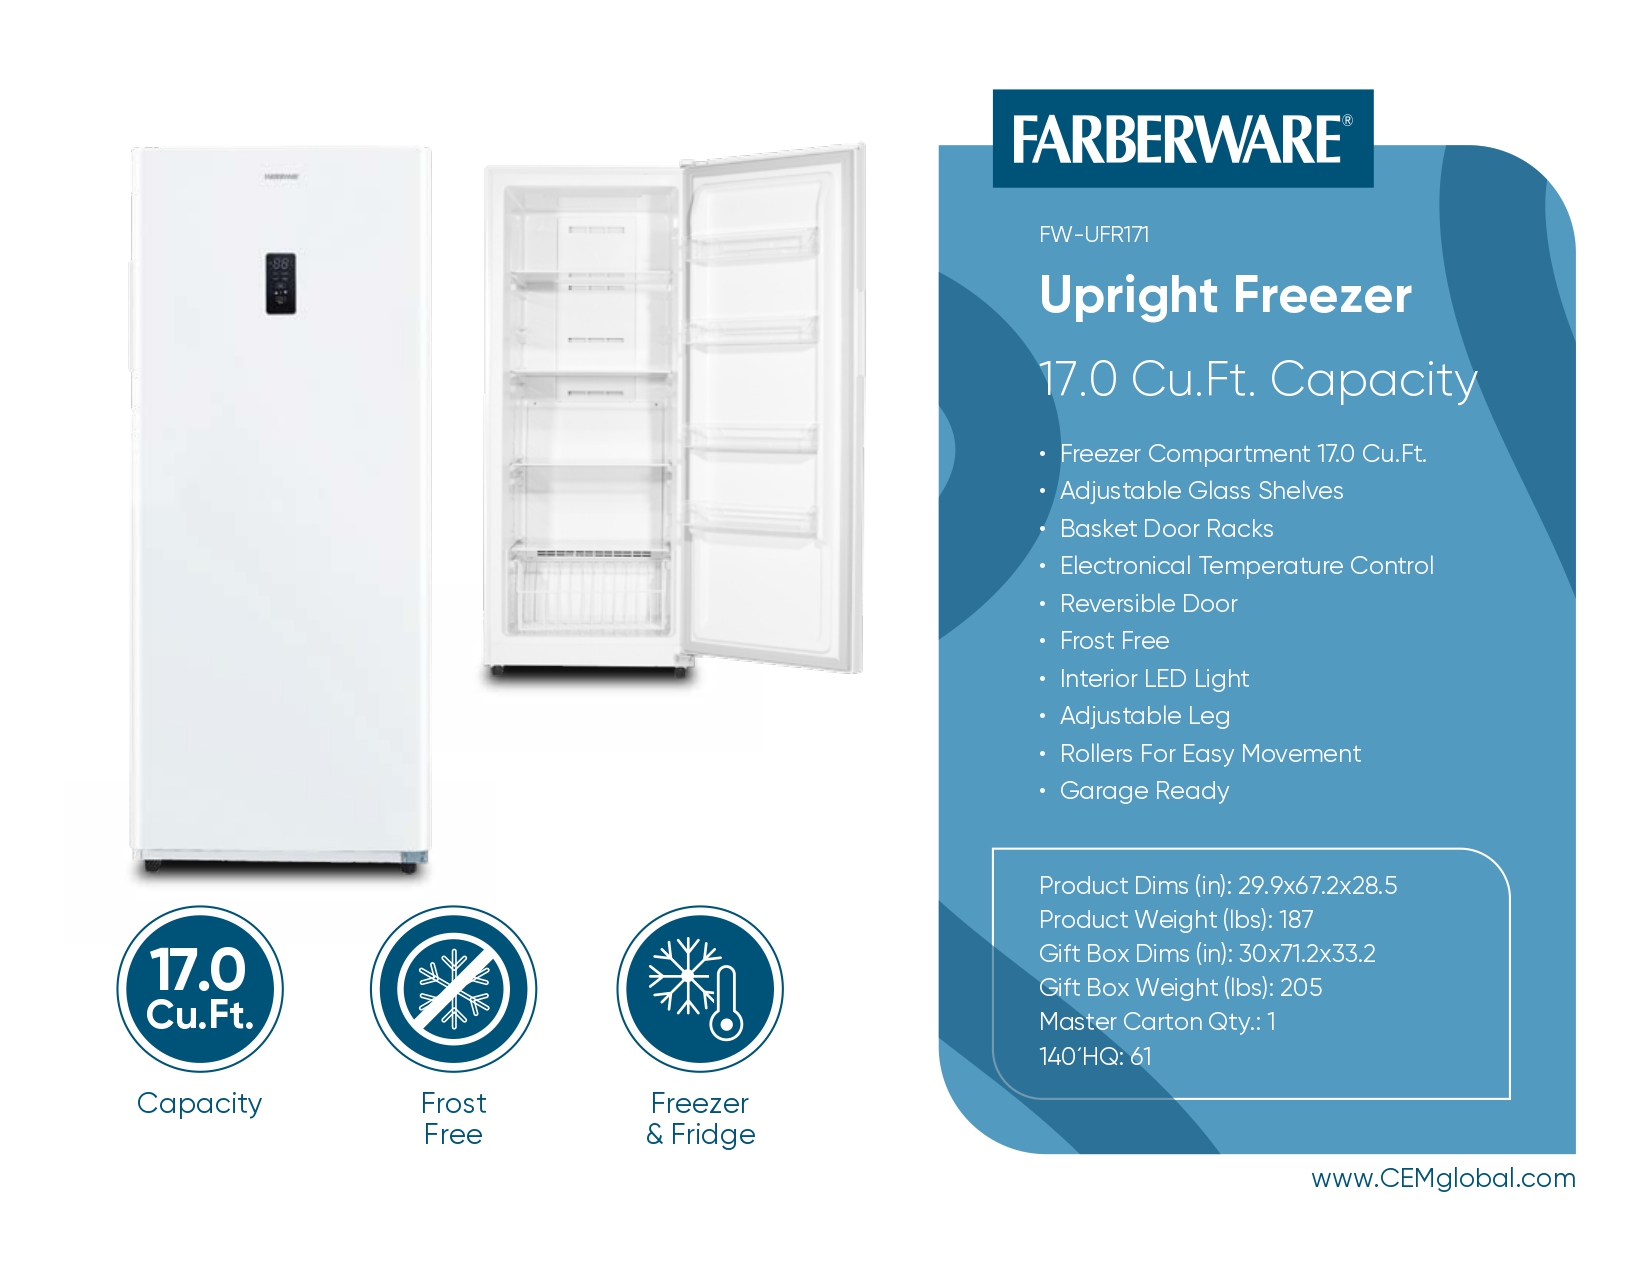 FARBERWARE®
FW-UFR171
Upright Freezer
17.0 Cu.Ft. Capacity
• Freezer Compartment 17.0 Cu.Ft.
• Adjustable Glass Shelves
• Basket Door Racks
• Electronical Temperature Control
• Reversible Door
• Frost Free
• Interior LED Light
• Adjustable Leg
• Rollers For Easy Movement
• Garage Ready
Product Dims (in): 29.9x67.2x28.5
Product Weight (lbs): 187
Gift Box Dims (in): 30x71.2x33.2
Gift Box Weight (lbs): 205
Master Carton Qty.: 1
140´HQ: 61
17.0
Cu.Ft.
Capacity
Frost
Free
Freezer
& Fridge
www.CEMglobal.com